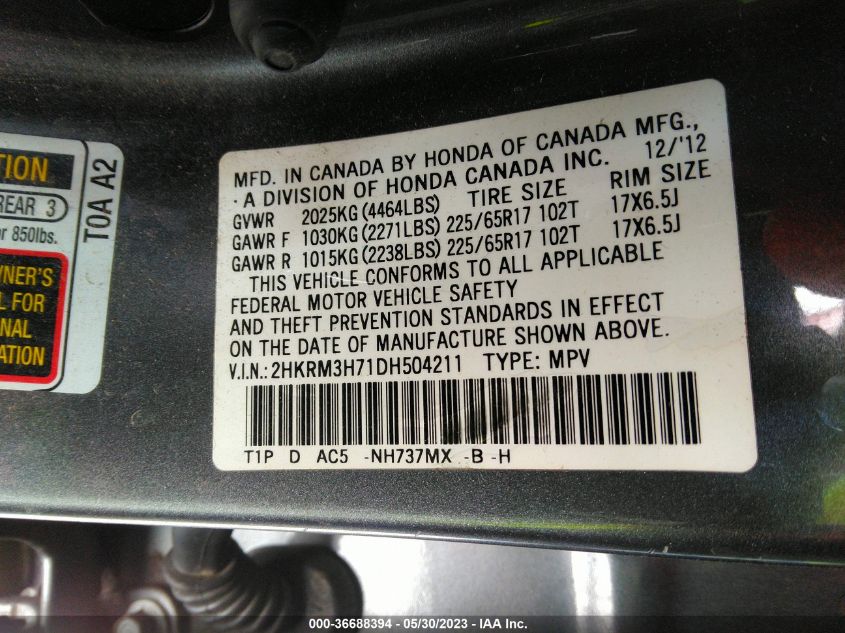 TION
REAR 3
r 850lbs.
WNER'S
L FOR
NAL
ATION
T0A A2
MFD. IN CANADA BY HONDA OF CANADA MFG.,
A DIVISION OF HONDA CANADA INC. 12/'12
GVWR 2025KG (4464LBS) TIRE SIZE RIM SIZE
GAWR F 1030KG (2271LBS) 225/65R17 102T 17X6.5J
GAWR R 1015KG (2238LBS) 225/65R17 102T 17X6.5J
THIS VEHICLE CONFORMS TO ALL APPLICABLE
FEDERAL MOTOR VEHICLE SAFETY
AND THEFT PREVENTION STANDARDS IN EFFECT
ON THE DATE OF MANUFACTURE SHOWN ABOVE.
V.I.N.: 2HKRM3H71DH504211 TYPE: MPV
T1P D AC5 -NH737MX -B -H
000-36688394 - 05/30/2023 - IAA Inc.